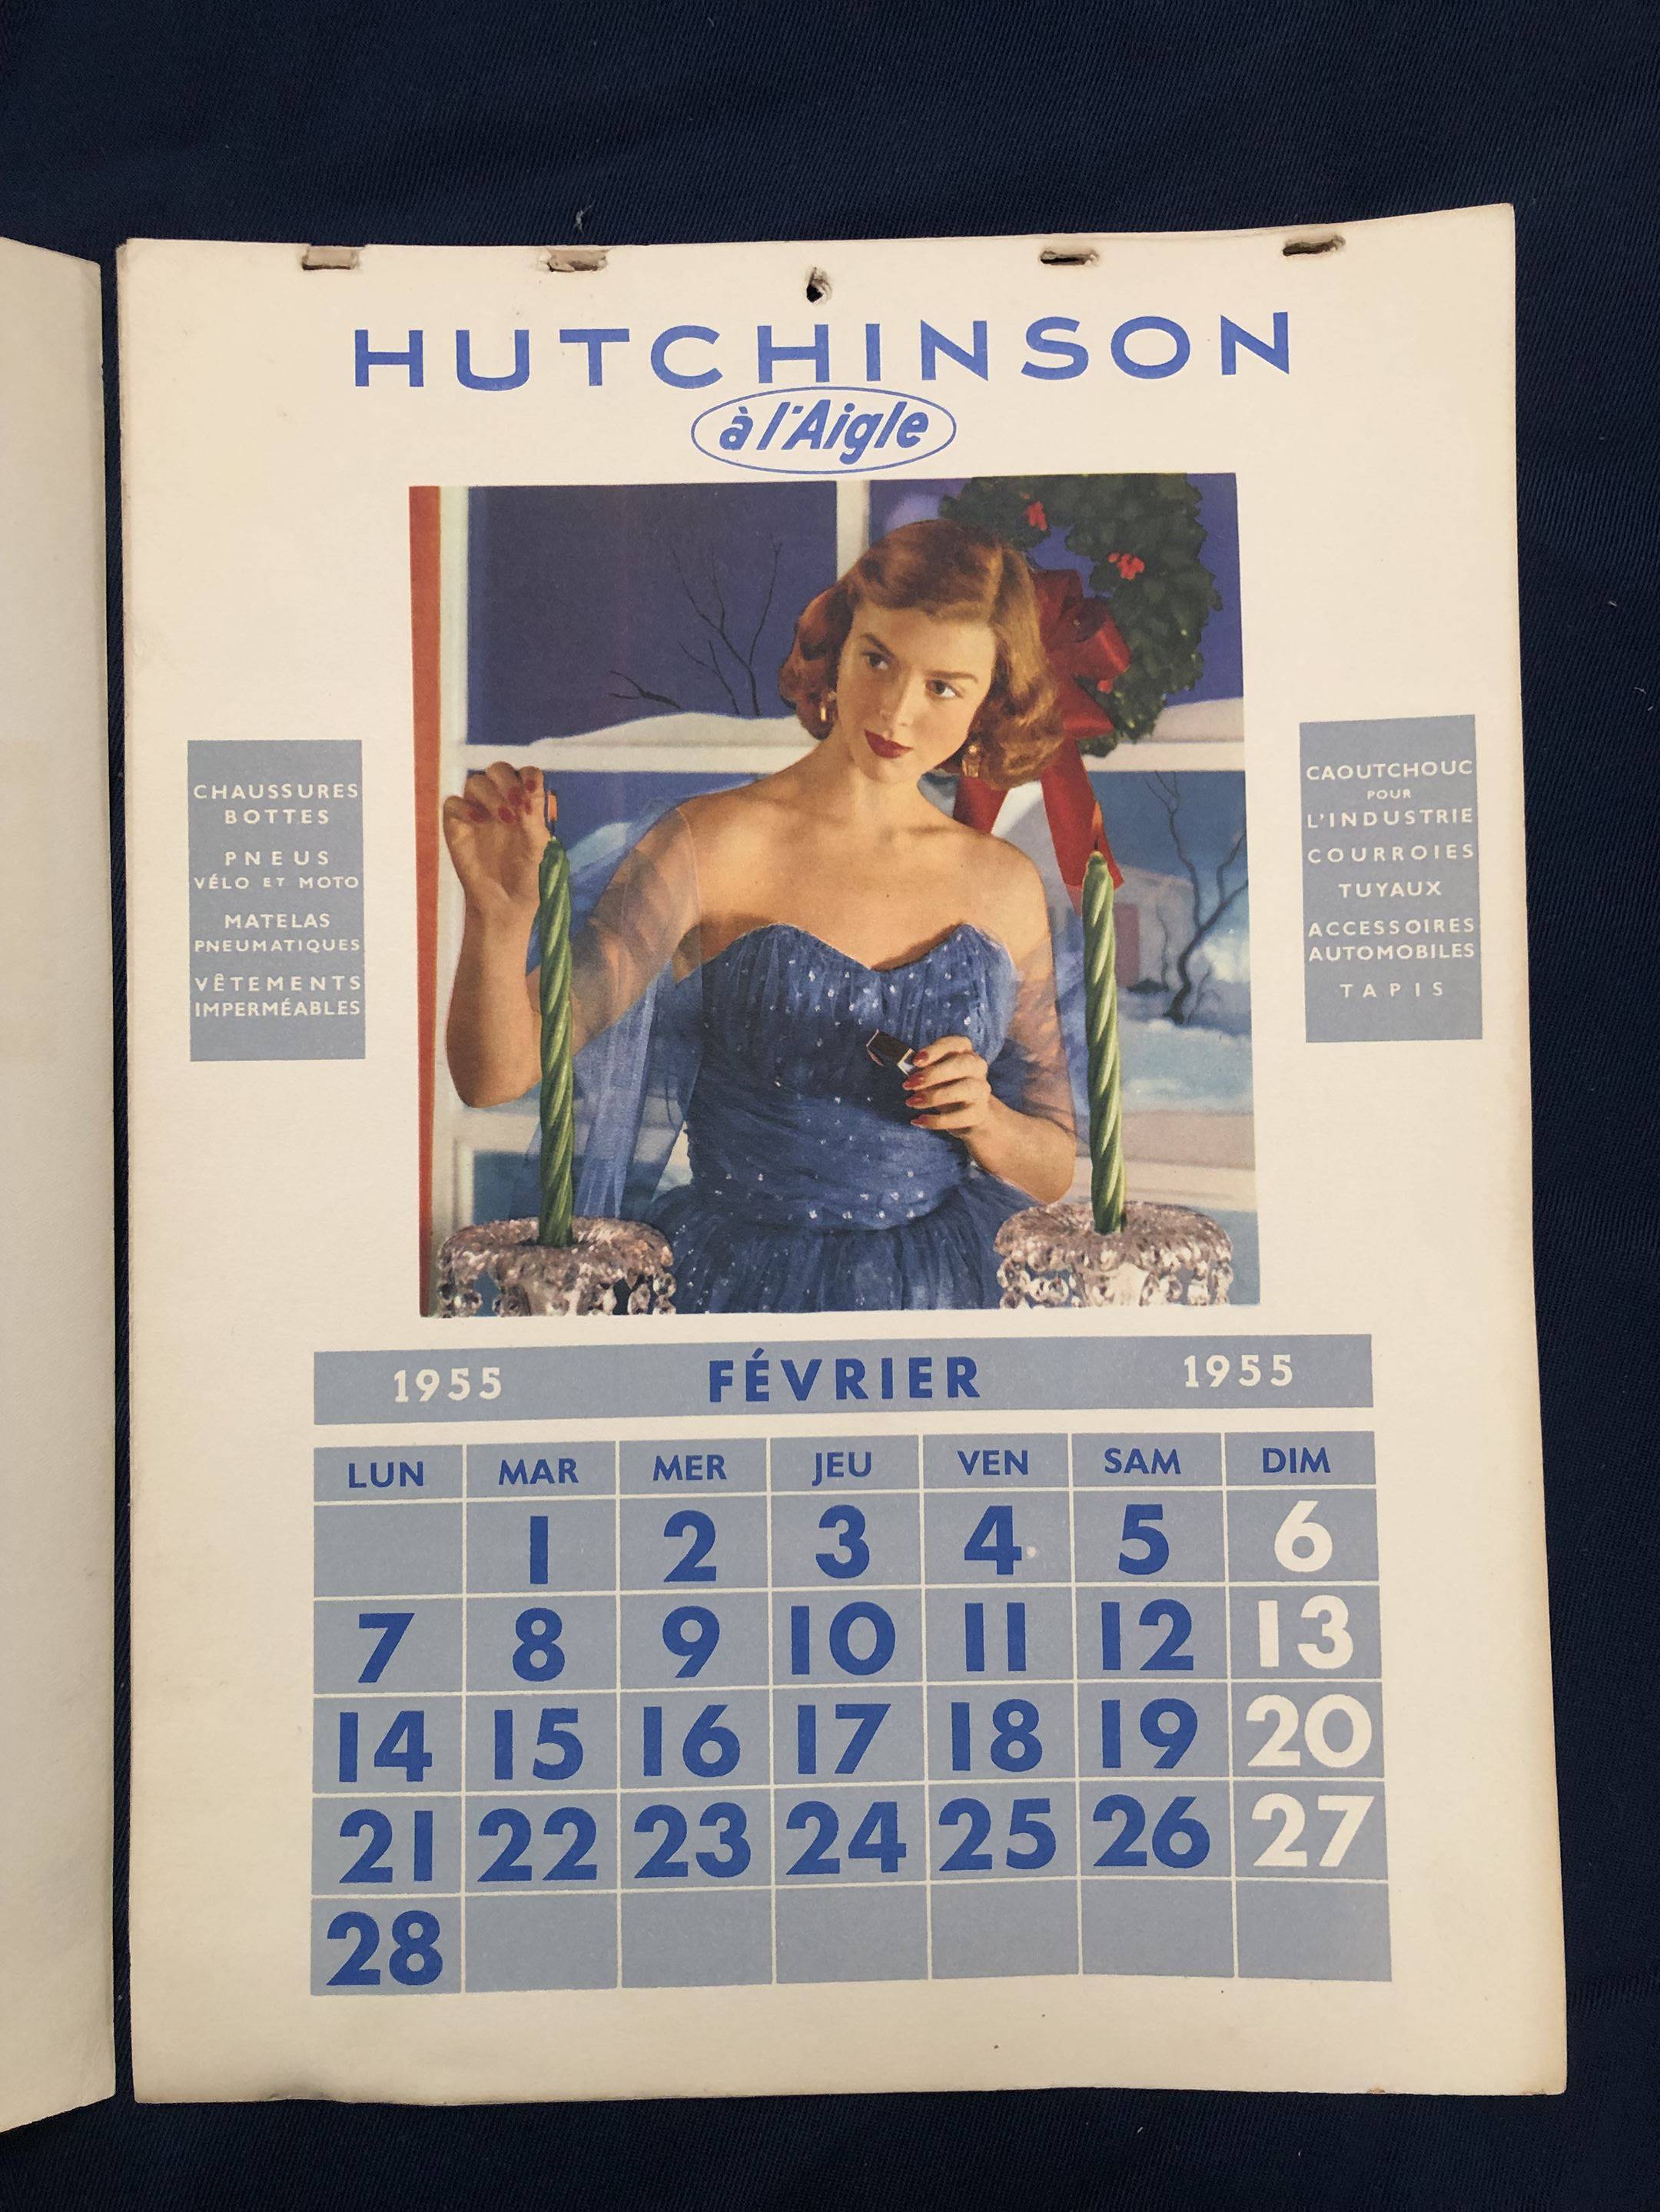 HUTCHINSON
à l'Aigle
CHAUSSURES
BOTTES
PNEUS
VÉLO ET MOTO
MATELAS
PNEUMATIQUES
VÊTEMENTS
IMPERMÉABLES
CAOUTCHOUC
POUR
L'INDUSTRIE
COURROIES
TUYAUX
ACCESSOIRES
AUTOMOBILES
TAPIS
1955 FÉVRIER 1955
LUN MAR MER JEU VEN SAM DIM
1 2 3 4 5 6
7 8 9 10 11 12 13
14 15 16 17 18 19 20
21 22 23 24 25 26 27
28